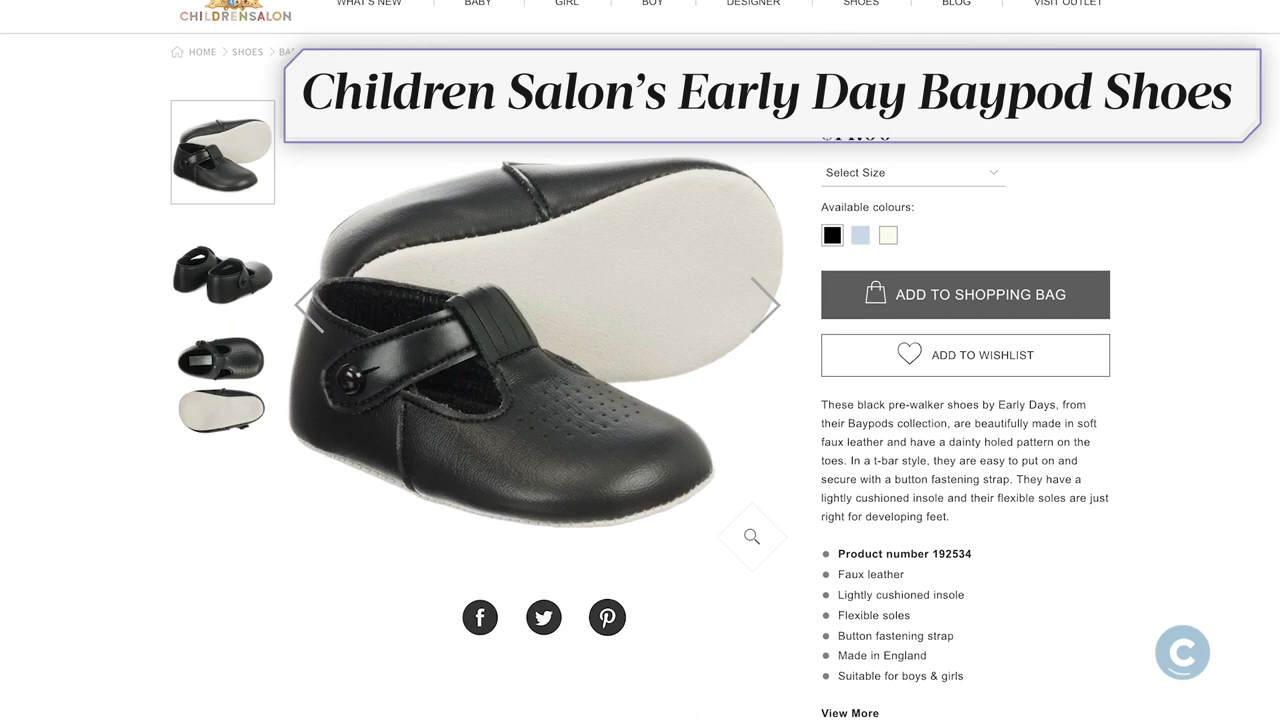 WHAT'S NEW
BABY
GIRL
BOY
DESIGNER
SHOES
BLOG
VISIT OUTLET
CHILDRENSALON
HOME
SHOES
Children Salon's Early Day Baypod Shoes
Select Size
Available colours:
ADD TO SHOPPING BAG
ADD TO WISHLIST
These black pre-walker shoes by Early Days, from
their Baypods collection, are beautifully made in soft
faux leather and have a dainty holed pattern on the
toes. In a t-bar style, they are easy to put on and
secure with a button fastening strap. They have a
lightly cushioned insole and their flexible soles are just
right for developing feet.
Product number 192534
Faux leather
Lightly cushioned insole
Flexible soles
Button fastening strap
Made in England
Suitable for boys & girls
View More